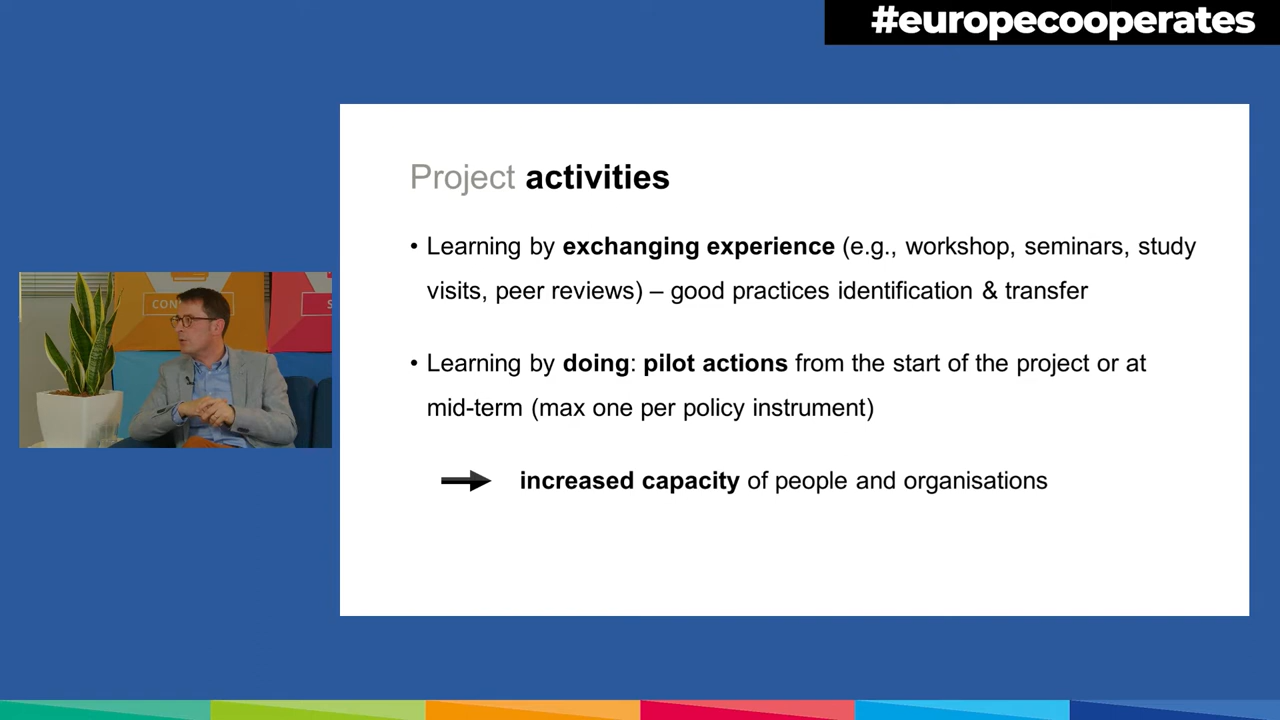 #europecooperates
Project activities
• Learning by exchanging experience (e.g., workshop, seminars, study
visits, peer reviews) – good practices identification & transfer
• Learning by doing: pilot actions from the start of the project or at
mid-term (max one per policy instrument)
increased capacity of people and organisations